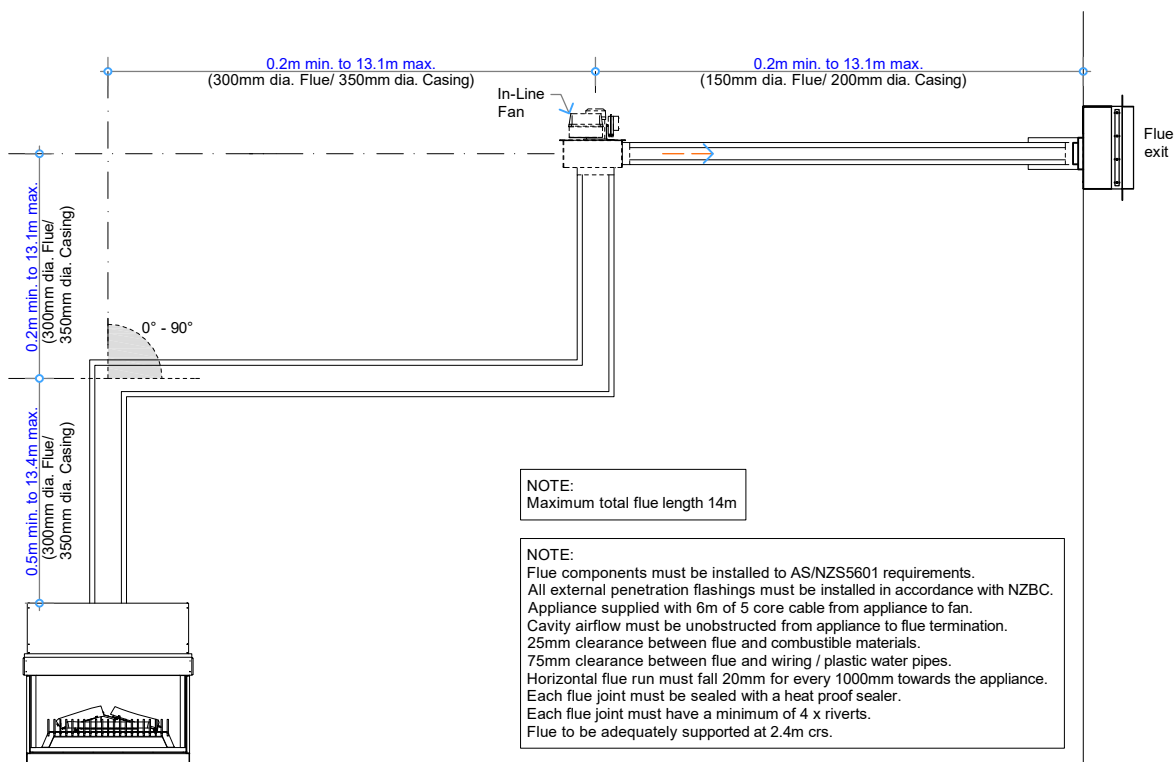 0.2m min. to 13.1m max.
(300mm dia. Flue/ 350mm dia. Casing)
0.2m min. to 13.1m max.
(150mm dia. Flue/ 200mm dia. Casing)
In-Line
Fan
Flue
exit
0.2m min. to 13.1m max.
(300mm dia. Flue/
350mm dia. Casing)
0° - 90°
0.5m min. to 13.4m max.
(300mm dia. Flue/
350mm dia. Casing)
NOTE:
Maximum total flue length 14m
NOTE:
Flue components must be installed to AS/NZS5601 requirements.
All external penetration flashings must be installed in accordance with NZBC.
Appliance supplied with 6m of 5 core cable from appliance to fan.
Cavity airflow must be unobstructed from appliance to flue termination.
25mm clearance between flue and combustible materials.
75mm clearance between flue and wiring / plastic water pipes.
Horizontal flue run must fall 20mm for every 1000mm towards the appliance.
Each flue joint must be sealed with a heat proof sealer.
Each flue joint must have a minimum of 4 x riverts.
Flue to be adequately supported at 2.4m crs.